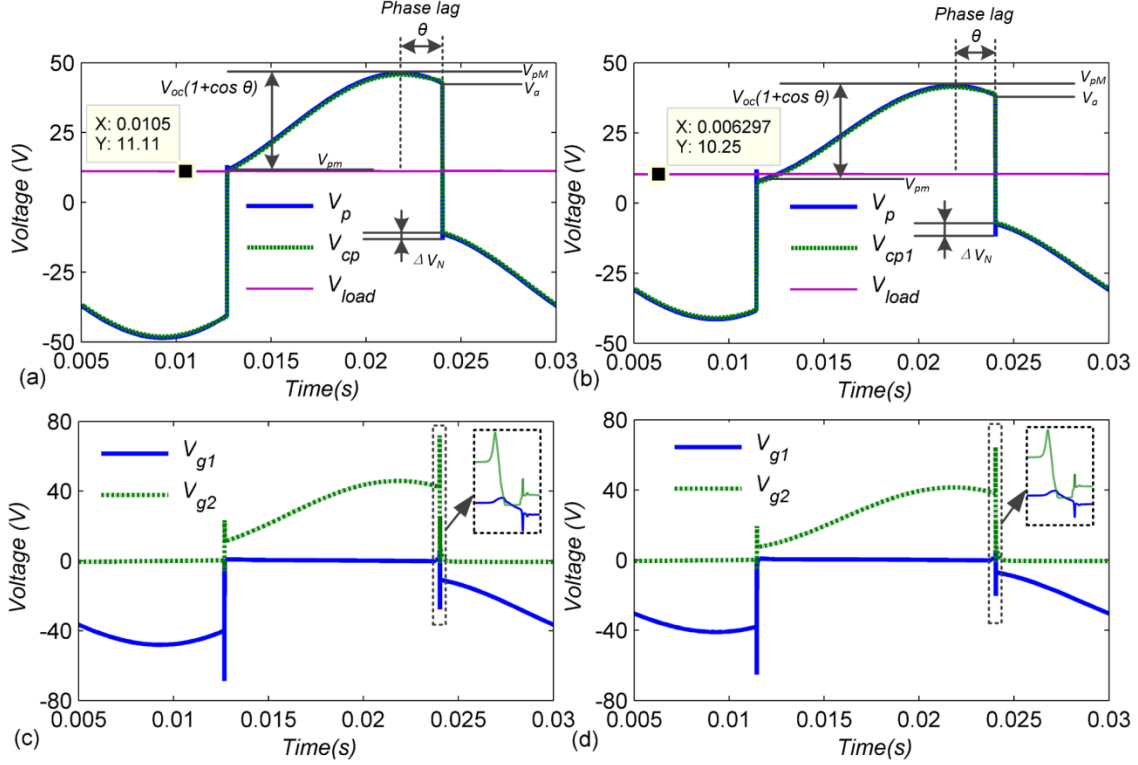 Phase lag
θ
V_pM
V_a
V_oc(1+cos θ)
X: 0.0105
Y: 11.11
V_pm
V_p
V_cp
V_load
Δ V_N
50
25
0
-25
-50
Voltage (V)
0.005 0.01 0.015 0.02 0.025 0.03
(a)
Time(s)
Phase lag
θ
V_pM
V_a
V_oc(1+cos θ)
X: 0.006297
Y: 10.25
V_pm
V_p
V_cp1
V_load
Δ V_N
50
25
0
-25
-50
Voltage (V)
0.005 0.01 0.015 0.02 0.025 0.03
(b)
Time(s)
80
40
0
-40
-80
Voltage (V)
V_g1
V_g2
0.005 0.01 0.015 0.02 0.025 0.03
(c)
Time(s)
80
40
0
-40
-80
Voltage (V)
V_g1
V_g2
0.005 0.01 0.015 0.02 0.025 0.03
(d)
Time(s)